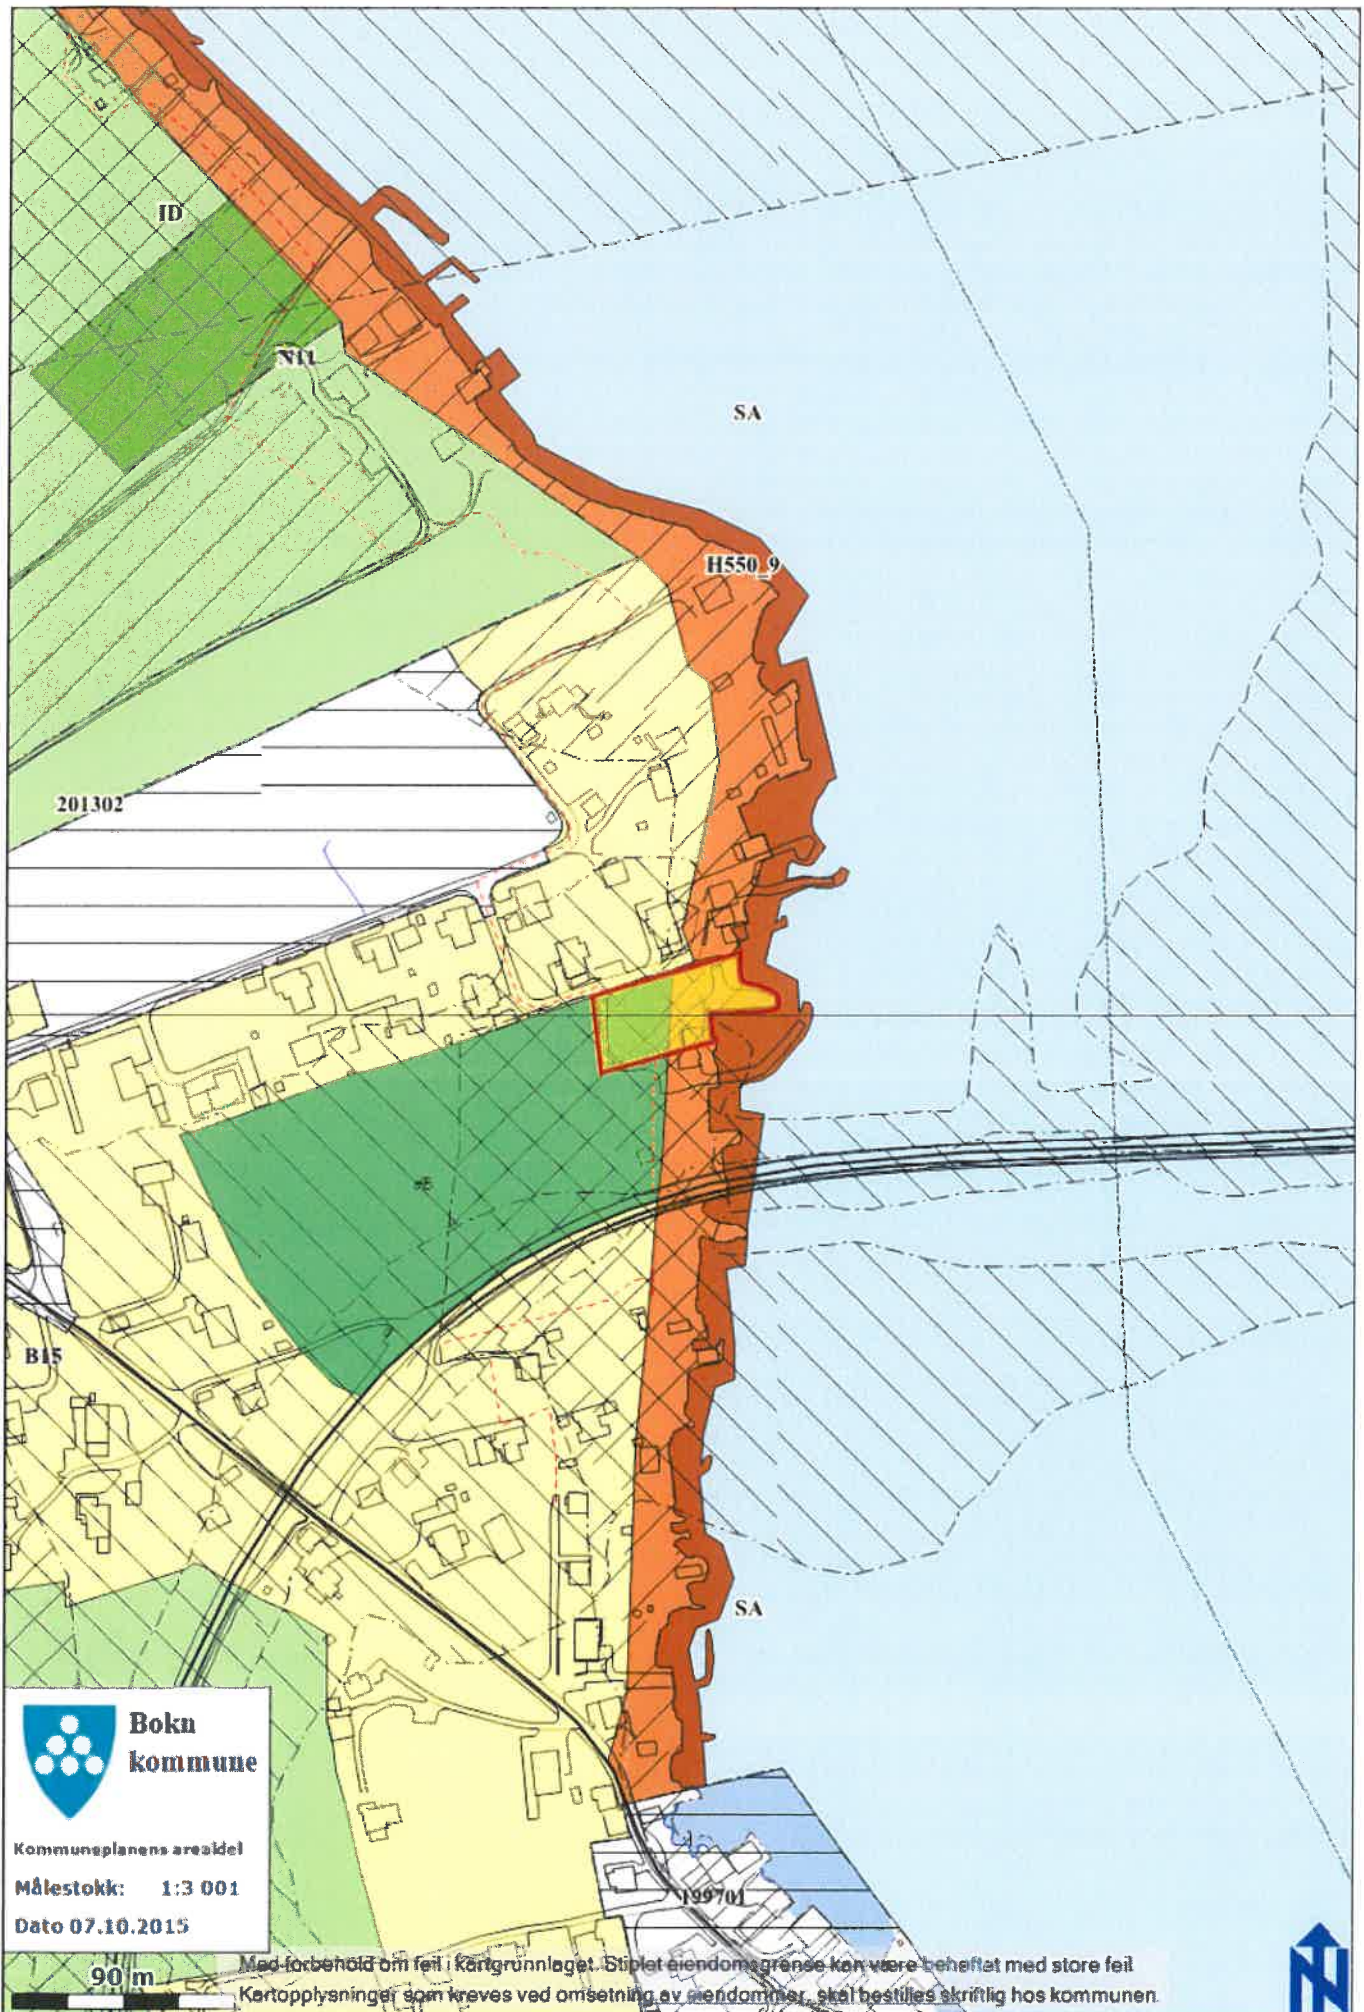 ID
N11
SA
H550_9
201302
B15
SA
Bokn
kommune
Kommuneplanens arealdel
Målestokk: 1:3 001
Dato 07.10.2015
199701
90 m
Med forbehold om feil i kartgrunnlaget. Stiplet eiendomsgrense kan være beheftet med store feil
Kartopplysninger som kreves ved omsetning av eiendommer, skal bestilles skriftlig hos kommunen.
N